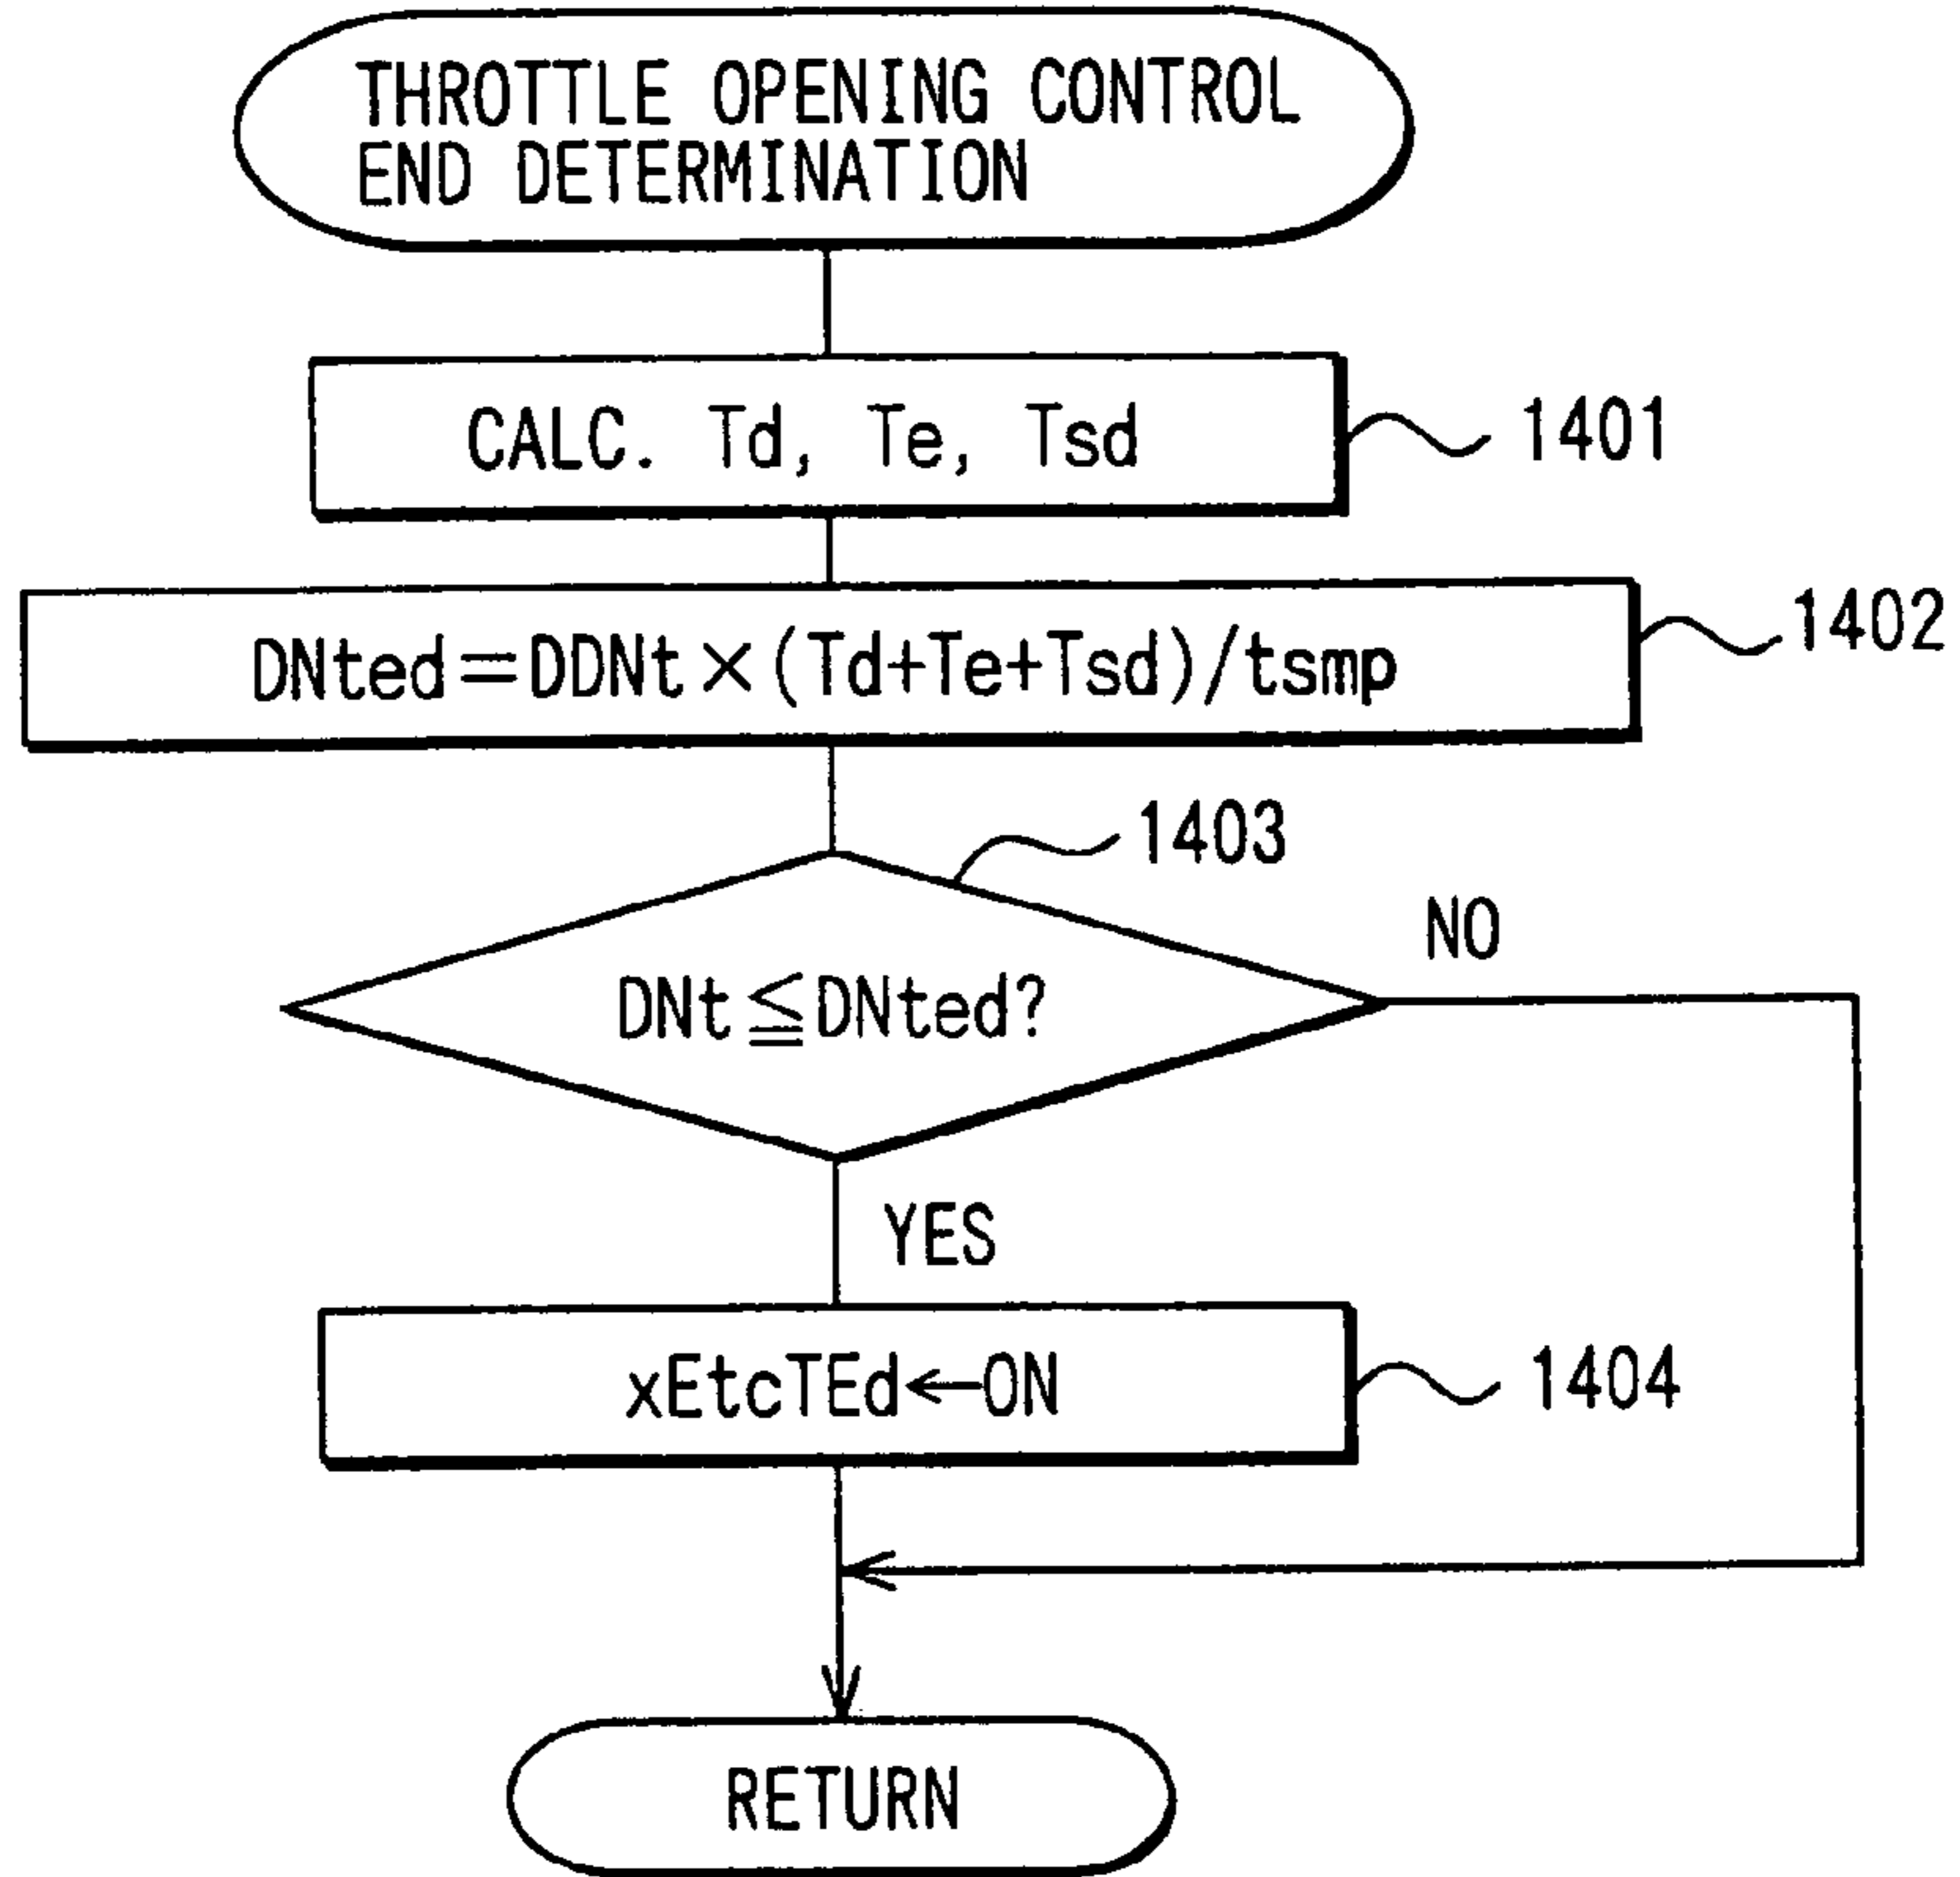 THROTTLE OPENING CONTROL
END DETERMINATION
CALC. Td, Te, Tsd
1401
DNted=DDNt×(Td+Te+Tsd)/tsmp
1402
1403
DNt≦DNted?
NO
YES
xEtcTEd←ON
1404
RETURN